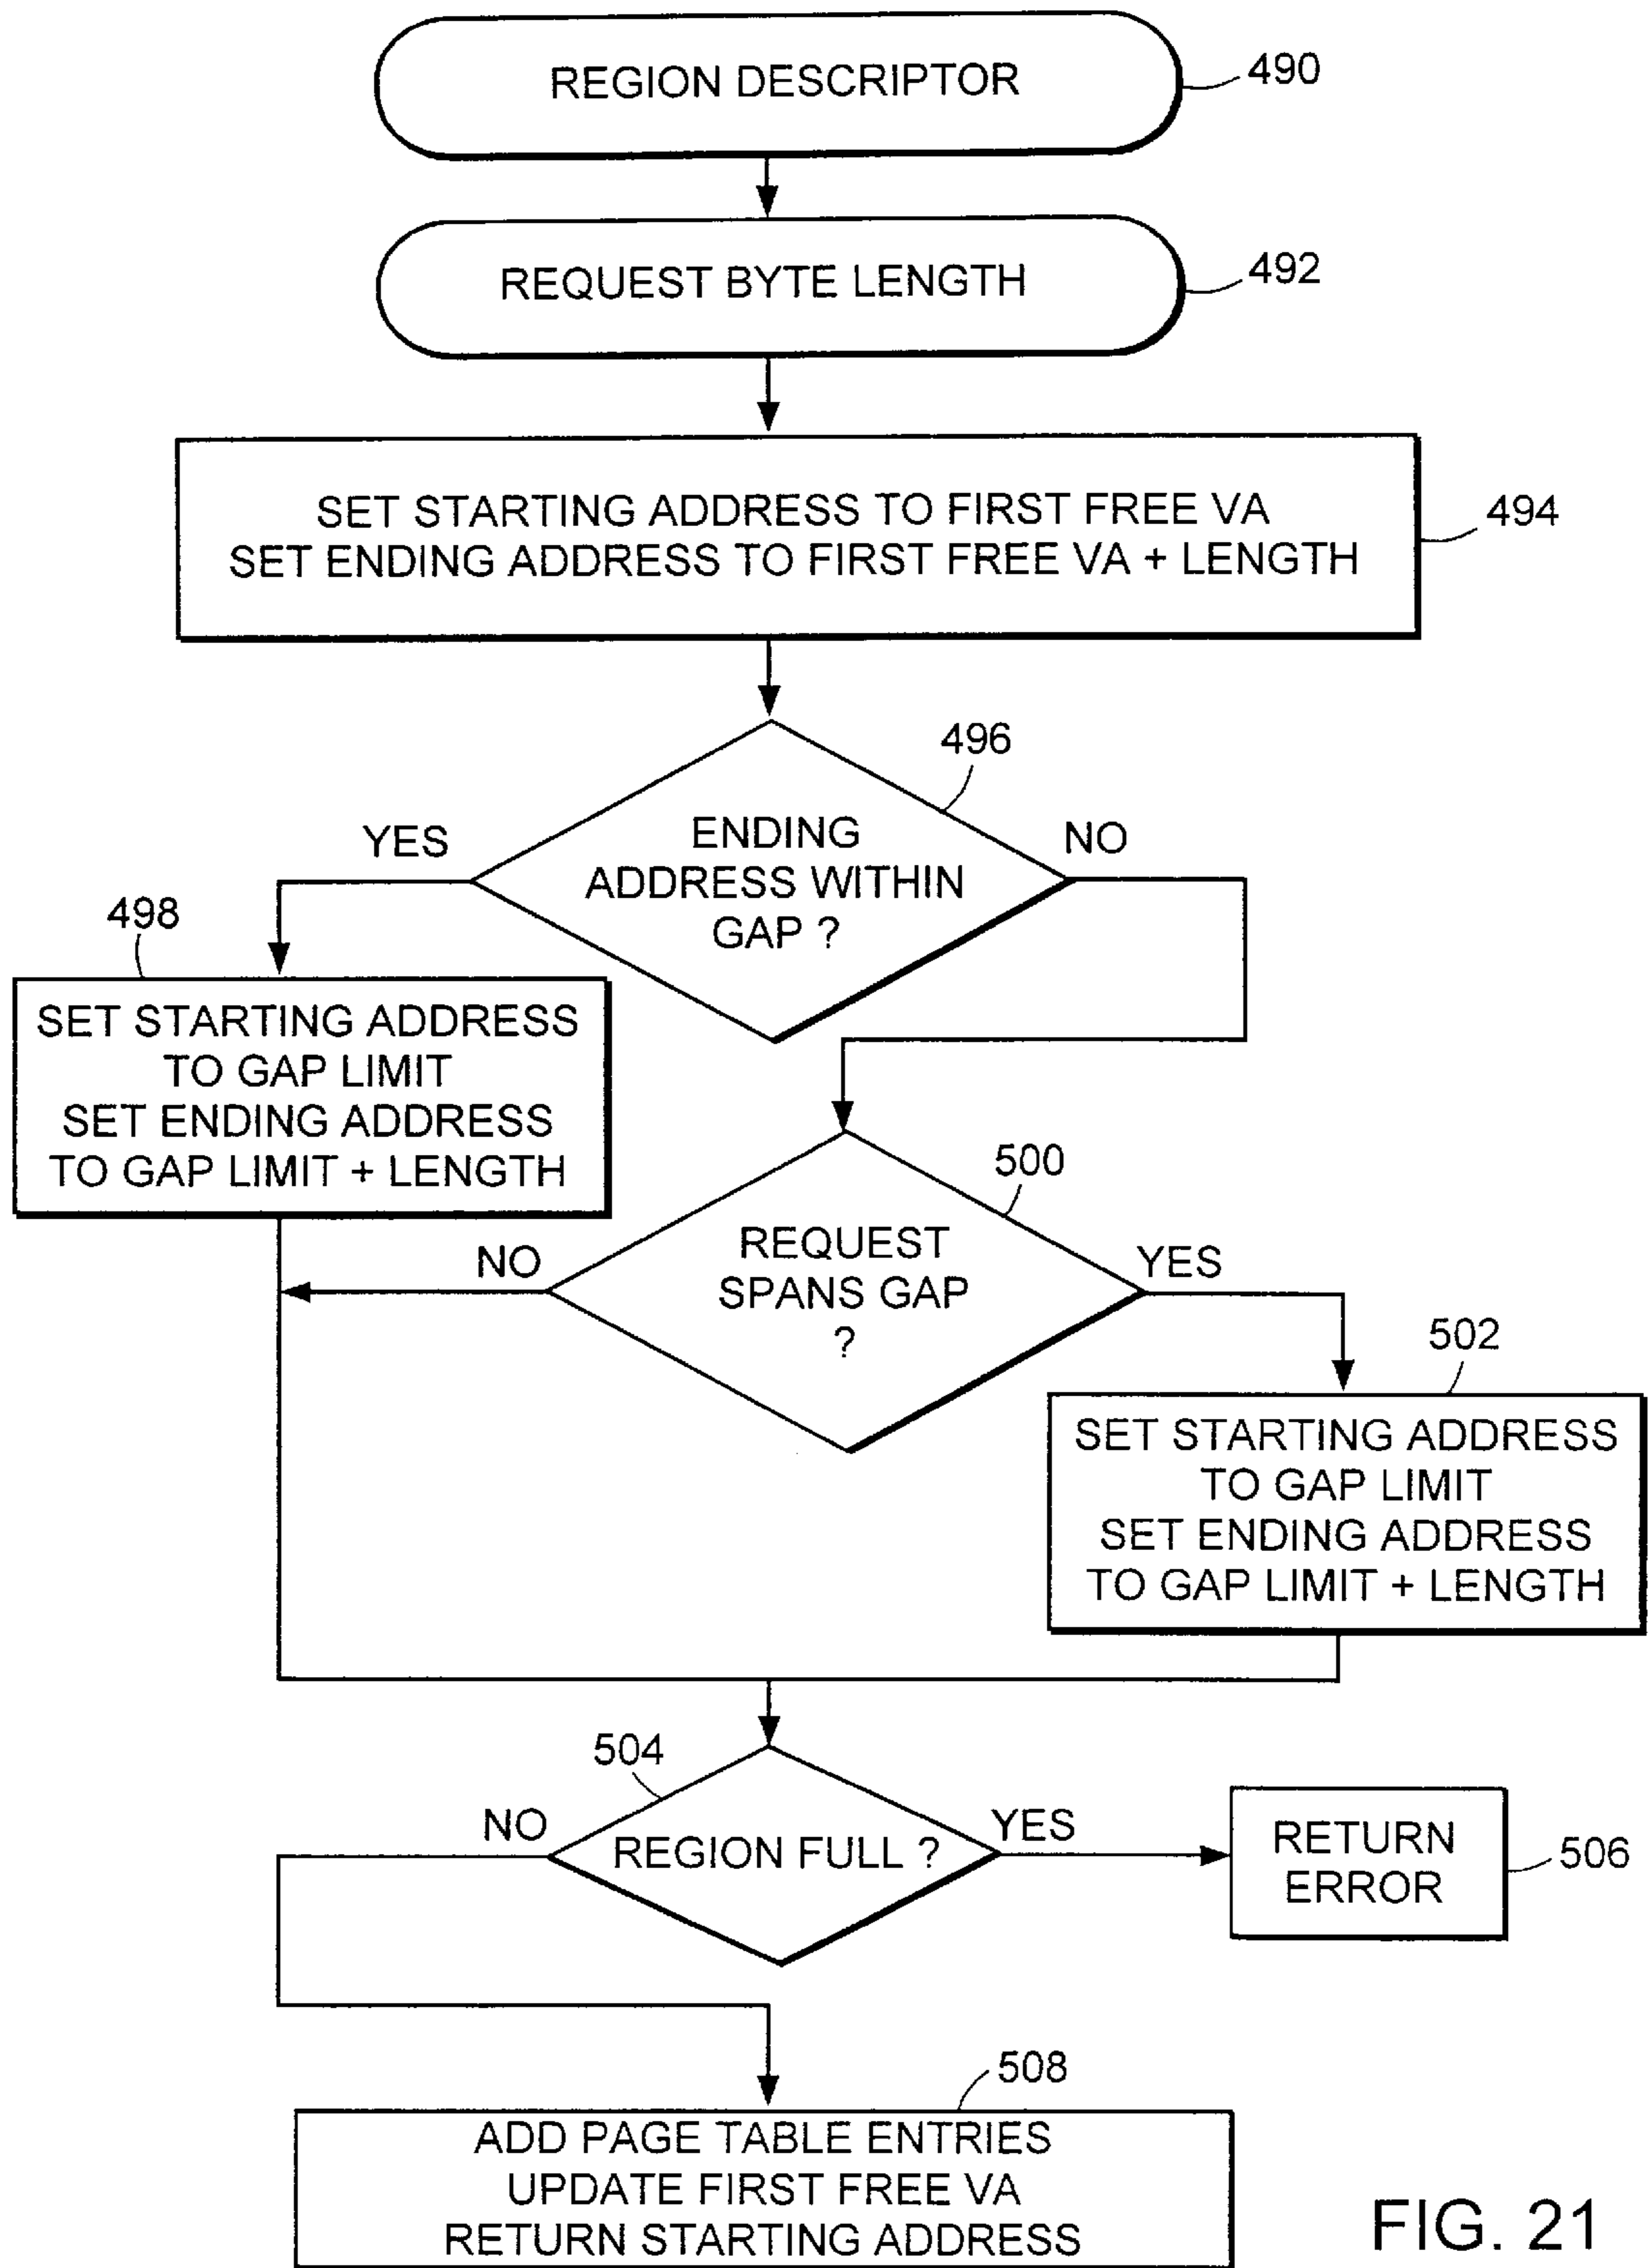 REGION DESCRIPTOR
490
REQUEST BYTE LENGTH
492
SET STARTING ADDRESS TO FIRST FREE VA
SET ENDING ADDRESS TO FIRST FREE VA + LENGTH
494
496
YES
ENDING
ADDRESS WITHIN
GAP ?
NO
498
SET STARTING ADDRESS
TO GAP LIMIT
SET ENDING ADDRESS
TO GAP LIMIT + LENGTH
500
NO
REQUEST
SPANS GAP
?
YES
502
SET STARTING ADDRESS
TO GAP LIMIT
SET ENDING ADDRESS
TO GAP LIMIT + LENGTH
504
NO
REGION FULL ?
YES
RETURN
ERROR
506
508
ADD PAGE TABLE ENTRIES
UPDATE FIRST FREE VA
RETURN STARTING ADDRESS
FIG. 21